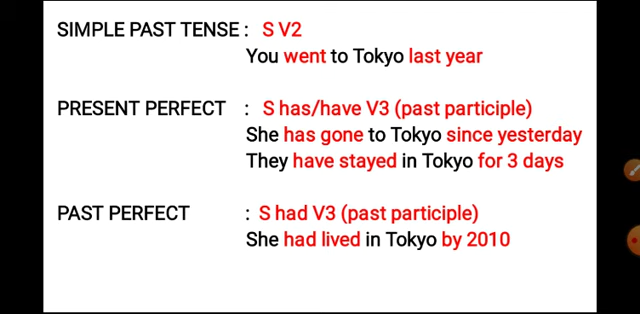 SIMPLE PAST TENSE : S V2
You went to Tokyo last year
PRESENT PERFECT : S has/have V3 (past participle)
She has gone to Tokyo since yesterday
They have stayed in Tokyo for 3 days
PAST PERFECT : S had V3 (past participle)
She had lived in Tokyo by 2010